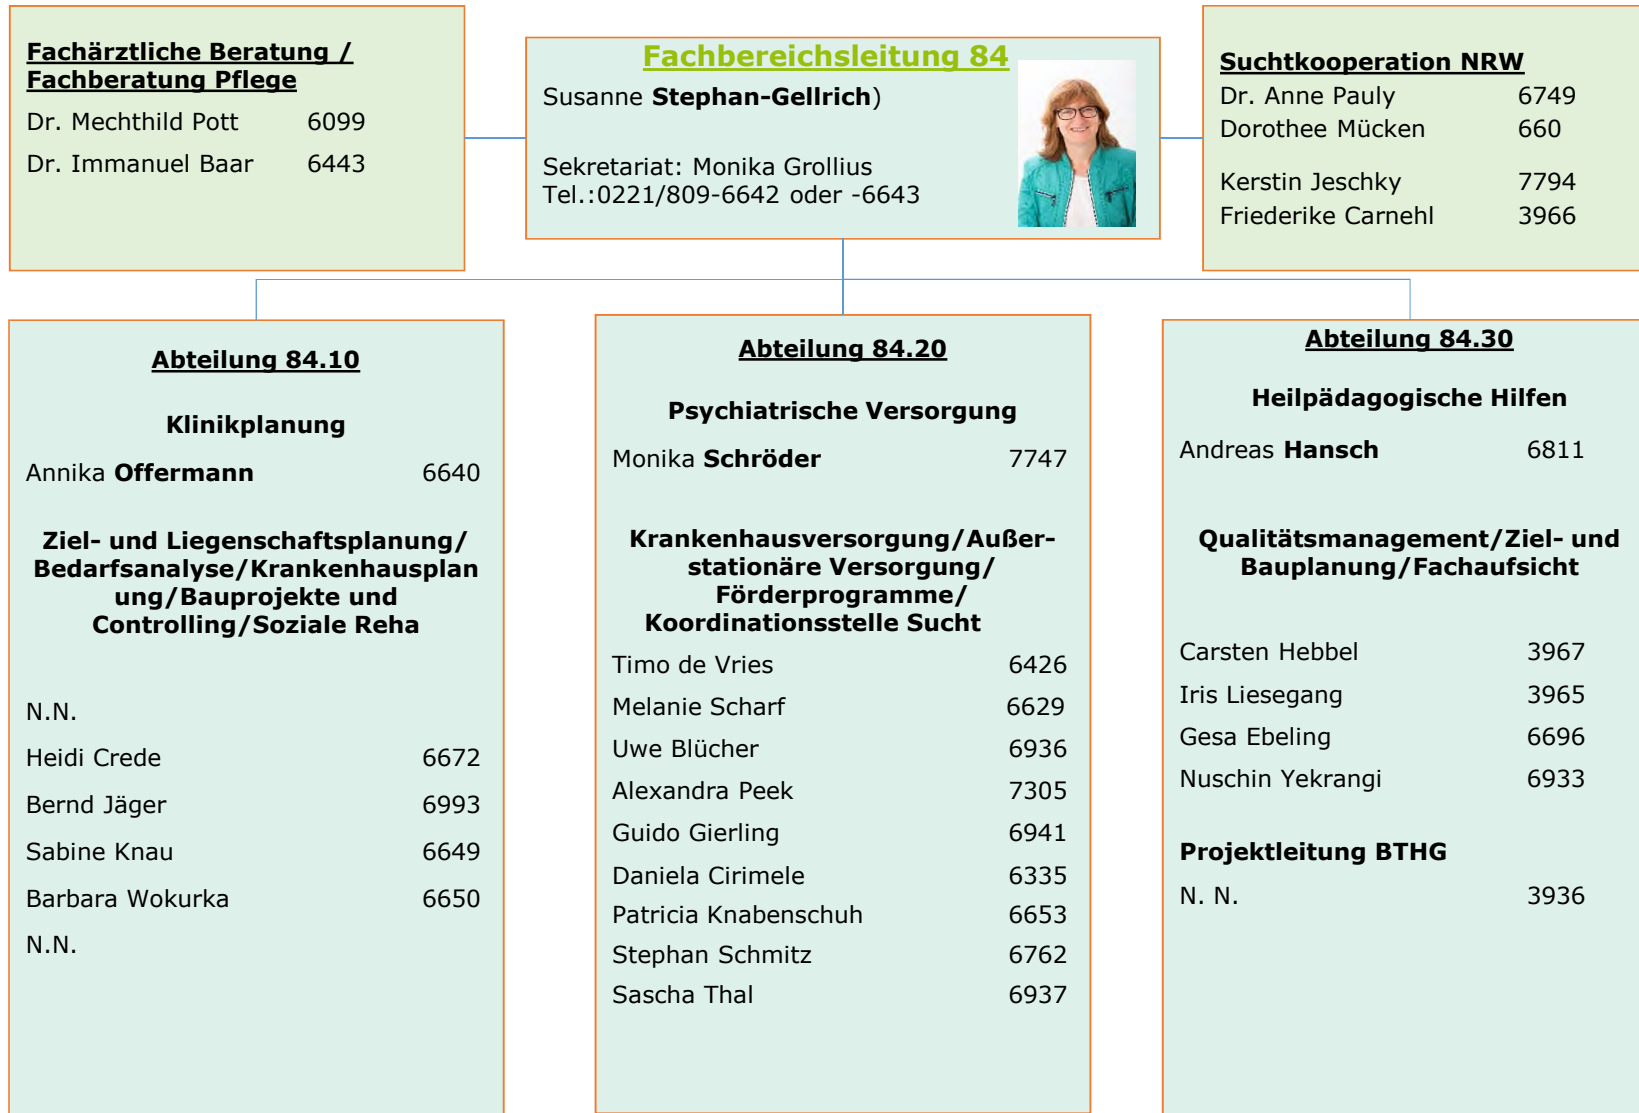 Fachärztliche Beratung /
Fachberatung Pflege
Dr. Mechthild Pott 6099
Dr. Immanuel Baar 6443
Fachbereichsleitung 84
Susanne Stephan-Gellrich)
Sekretariat: Monika Grollius
Tel.:0221/809-6642 oder -6643
Suchtkooperation NRW
Dr. Anne Pauly 6749
Dorothee Mücken 660
Kerstin Jeschky 7794
Friederike Carnehl 3966
Abteilung 84.10
Klinikplanung
Annika Offermann 6640
Ziel- und Liegenschaftsplanung/
Bedarfsanalyse/Krankenhausplan
ung/Bauprojekte und
Controlling/Soziale Reha
N.N.
Heidi Crede 6672
Bernd Jäger 6993
Sabine Knau 6649
Barbara Wokurka 6650
N.N.
Abteilung 84.20
Psychiatrische Versorgung
Monika Schröder 7747
Krankenhausversorgung/Außer-
stationäre Versorgung/
Förderprogramme/
Koordinationsstelle Sucht
Timo de Vries 6426
Melanie Scharf 6629
Uwe Blücher 6936
Alexandra Peek 7305
Guido Gierling 6941
Daniela Cirimele 6335
Patricia Knabenschuh 6653
Stephan Schmitz 6762
Sascha Thal 6937
Abteilung 84.30
Heilpädagogische Hilfen
Andreas Hansch 6811
Qualitätsmanagement/Ziel- und
Bauplanung/Fachaufsicht
Carsten Hebbel 3967
Iris Liesegang 3965
Gesa Ebeling 6696
Nuschin Yekrangi 6933
Projektleitung BTHG
N. N. 3936